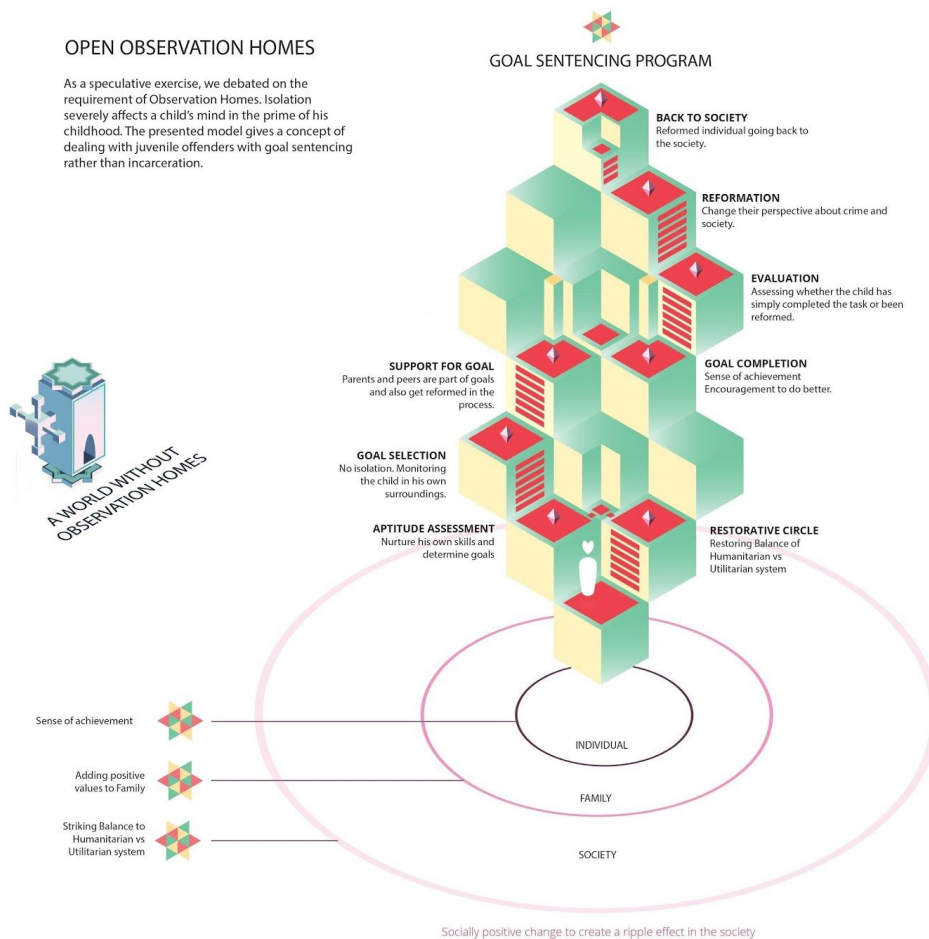 OPEN OBSERVATION HOMES
As a speculative exercise, we debated on the
requirement of Observation Homes. Isolation
severely affects a child's mind in the prime of his
childhood. The presented model gives a concept of
dealing with juvenile offenders with goal sentencing
rather than incarceration.
GOAL SENTENCING PROGRAM
BACK TO SOCIETY
Reformed individual going back to
the society.
REFORMATION
Change their perspective about crime and
society.
EVALUATION
Assessing whether the child has
simply completed the task or been
reformed.
SUPPORT FOR GOAL
Parents and peers are part of goals
and also get reformed in the
process.
GOAL COMPLETION
Sense of achievement
Encouragement to do better.
GOAL SELECTION
No isolation. Monitoring
the child in his own
surroundings.
APTITUDE ASSESSMENT
Nurture his own skills and
determine goals
RESTORATIVE CIRCLE
Restoring Balance of
Humanitarian vs
Utilitarian system
A WORLD WITHOUT
OBSERVATION HOMES
Sense of achievement
INDIVIDUAL
Adding positive
values to Family
FAMILY
Striking Balance to
Humanitarian vs
Utilitarian system
SOCIETY
Socially positive change to create a ripple effect in the society